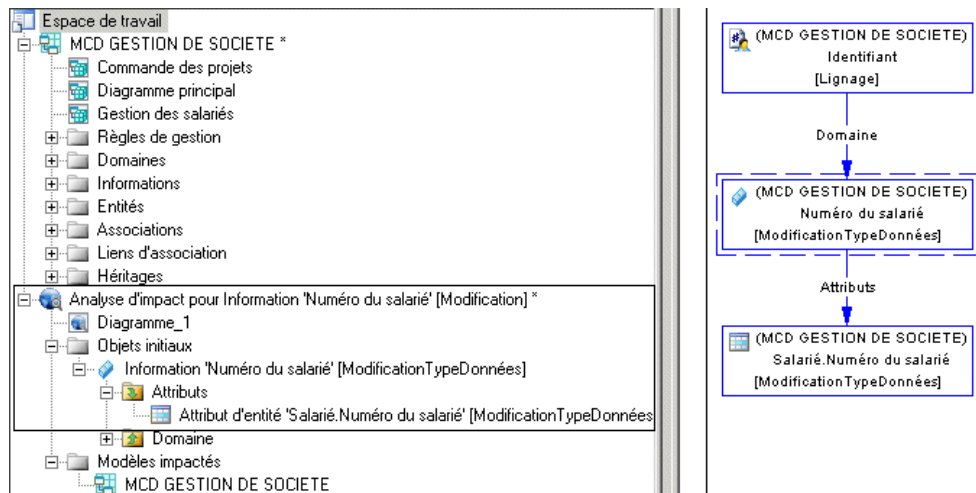 Espace de travail
MCD GESTION DE SOCIETE *
Commande des projets
Diagramme principal
Gestion des salariés
Règles de gestion
Domaines
Informations
Entités
Associations
Liens d'association
Héritages
Analyse d'impact pour Information 'Numéro du salarié' [Modification] *
Diagramme_1
Objets initiaux
Information 'Numéro du salarié' [ModificationTypeDonnées]
Attributs
Attribut d'entité 'Salarié.Numéro du salarié' [ModificationTypeDonnées
Domaine
Modèles impactés
MCD GESTION DE SOCIETE
(MCD GESTION DE SOCIETE)
Identifiant
[Lignage]
Domaine
(MCD GESTION DE SOCIETE)
Numéro du salarié
[ModificationTypeDonnées]
Attributs
(MCD GESTION DE SOCIETE)
Salarié.Numéro du salarié
[ModificationTypeDonnées]